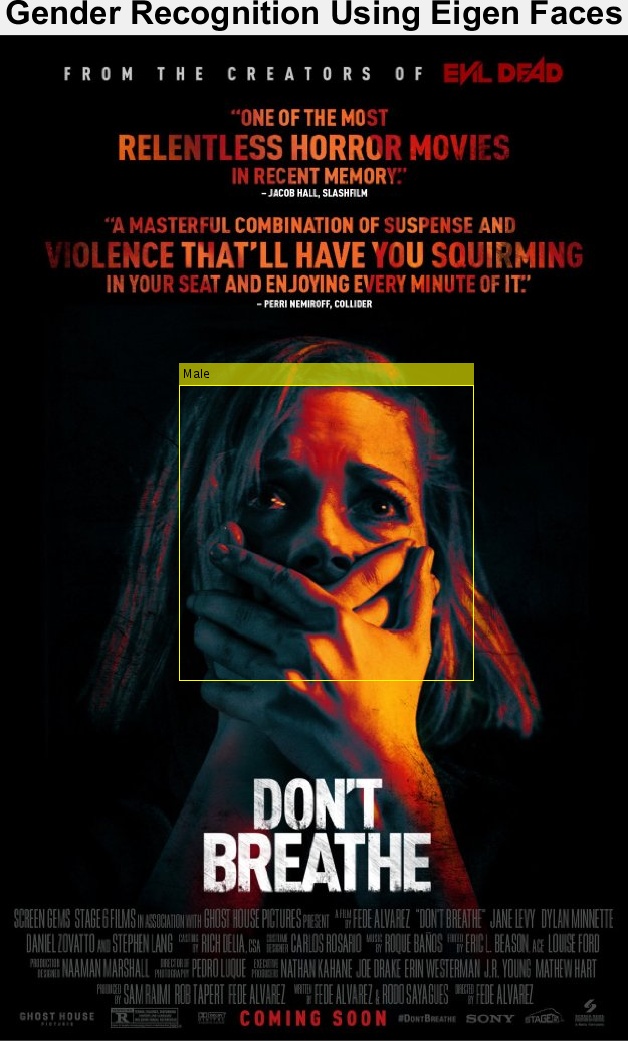 Gender Recognition Using Eigen Faces
FROM THE CREATORS OF EVIL DEAD
“ONE OF THE MOST
RELENTLESS HORROR MOVIES
IN RECENT MEMORY.”
– JACOB HALL, SLASHFILM
“A MASTERFUL COMBINATION OF SUSPENSE AND
VIOLENCE THAT’LL HAVE YOU SQUIRMING
IN YOUR SEAT AND ENJOYING EVERY MINUTE OF IT.”
– PERRI NEMIROFF, COLLIDER
Male
DON'T
BREATHE
SCREEN GEMS STAGE 6 FILMS IN ASSOCIATION WITH GHOST HOUSE PICTURES PRESENT A FILM BY FEDE ALVAREZ "DON'T BREATHE" JANE LEVY DYLAN MINNETTE
DANIEL ZOVATTO AND STEPHEN LANG CASTING BY RICH DELIA, CSA COSTUME DESIGNER CARLOS ROSARIO MUSIC BY ROQUE BAÑOS EDITED BY ERIC L. BEASON, ACE LOUISE FORD
PRODUCTION DESIGNER NAAMAN MARSHALL DIRECTOR OF PHOTOGRAPHY PEDRO LUQUE EXECUTIVE PRODUCERS NATHAN KAHANE JOE DRAKE ERIN WESTERMAN J.R. YOUNG MATHEW HART
PRODUCED BY SAM RAIMI ROB TAPERT FEDE ALVAREZ WRITTEN BY FEDE ALVAREZ & RODO SAYAGUES DIRECTED BY FEDE ALVAREZ
GHOST HOUSE PICTURES R COMING SOON #DONTBREATHE SONY STAGE 6